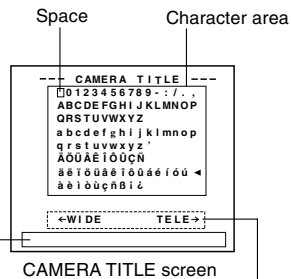 Space Character area
--- CAMERA TITLE ---
0123456789-:/.,
ABCDEFGHIJKLMNOP
QRSTUVWXYZ
abcdefghijklmnop
qrstuvwxyz'
ÄÖÜÂÊÎÔÛÇÑ
äëïöüâêîôûáéíóú ◄
àèìòùçñßi¿
←WIDE TELE→
CAMERA TITLE screen